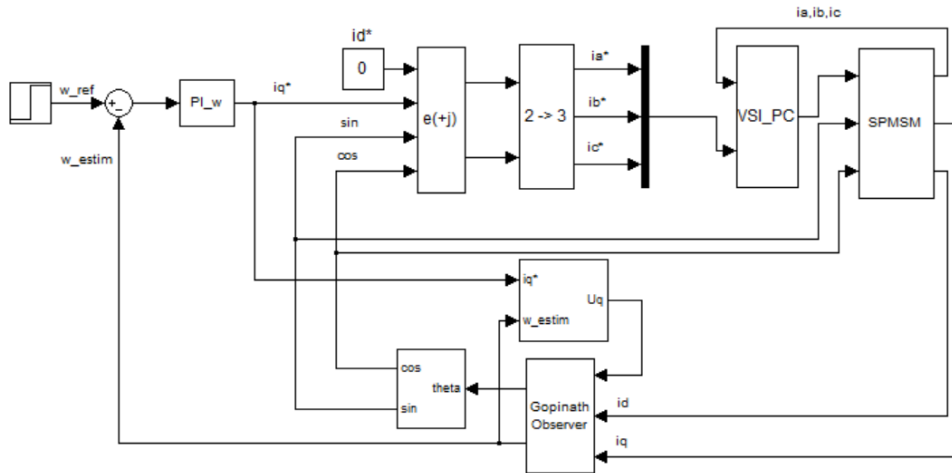 ia,ib,ic
id*
0
w_ref
+
-
PI_w
iq*
sin
cos
e(+j)
2 -> 3
ia*
ib*
ic*
VSI_PC
SPMSM
w_estim
iq*
Uq
w_estim
cos
sin
theta
Gopinath
Observer
id
iq